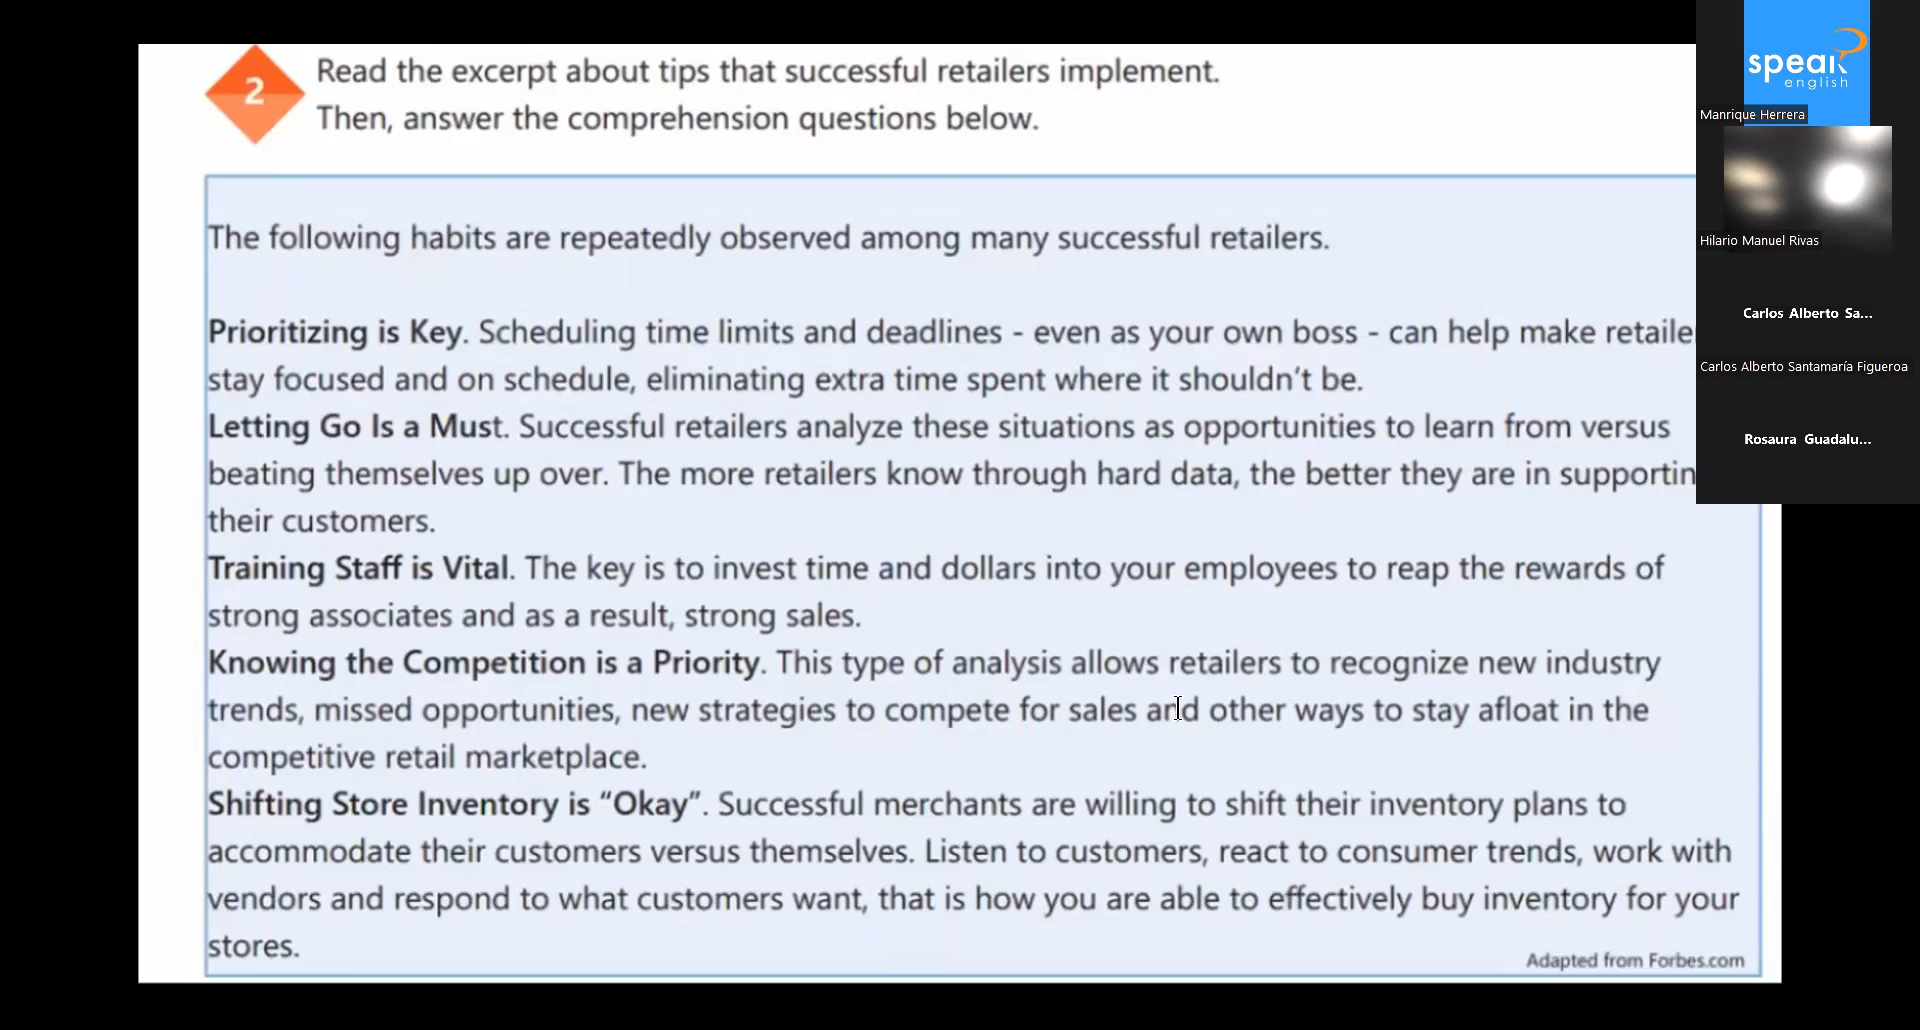 2
Read the excerpt about tips that successful retailers implement.
Then, answer the comprehension questions below.
The following habits are repeatedly observed among many successful retailers.
Prioritizing is Key. Scheduling time limits and deadlines - even as your own boss - can help make retaile
stay focused and on schedule, eliminating extra time spent where it shouldn't be.
Letting Go Is a Must. Successful retailers analyze these situations as opportunities to learn from versus
beating themselves up over. The more retailers know through hard data, the better they are in supportin
their customers.
Training Staff is Vital. The key is to invest time and dollars into your employees to reap the rewards of
strong associates and as a result, strong sales.
Knowing the Competition is a Priority. This type of analysis allows retailers to recognize new industry
trends, missed opportunities, new strategies to compete for sales and other ways to stay afloat in the
competitive retail marketplace.
Shifting Store Inventory is “Okay”. Successful merchants are willing to shift their inventory plans to
accommodate their customers versus themselves. Listen to customers, react to consumer trends, work with
vendors and respond to what customers want, that is how you are able to effectively buy inventory for your
stores.
Adapted from Forbes.com
speak
english
Manrique Herrera
Hilario Manuel Rivas
Carlos Alberto Sa...
Carlos Alberto Santamaría Figueroa
Rosaura Guadalu...